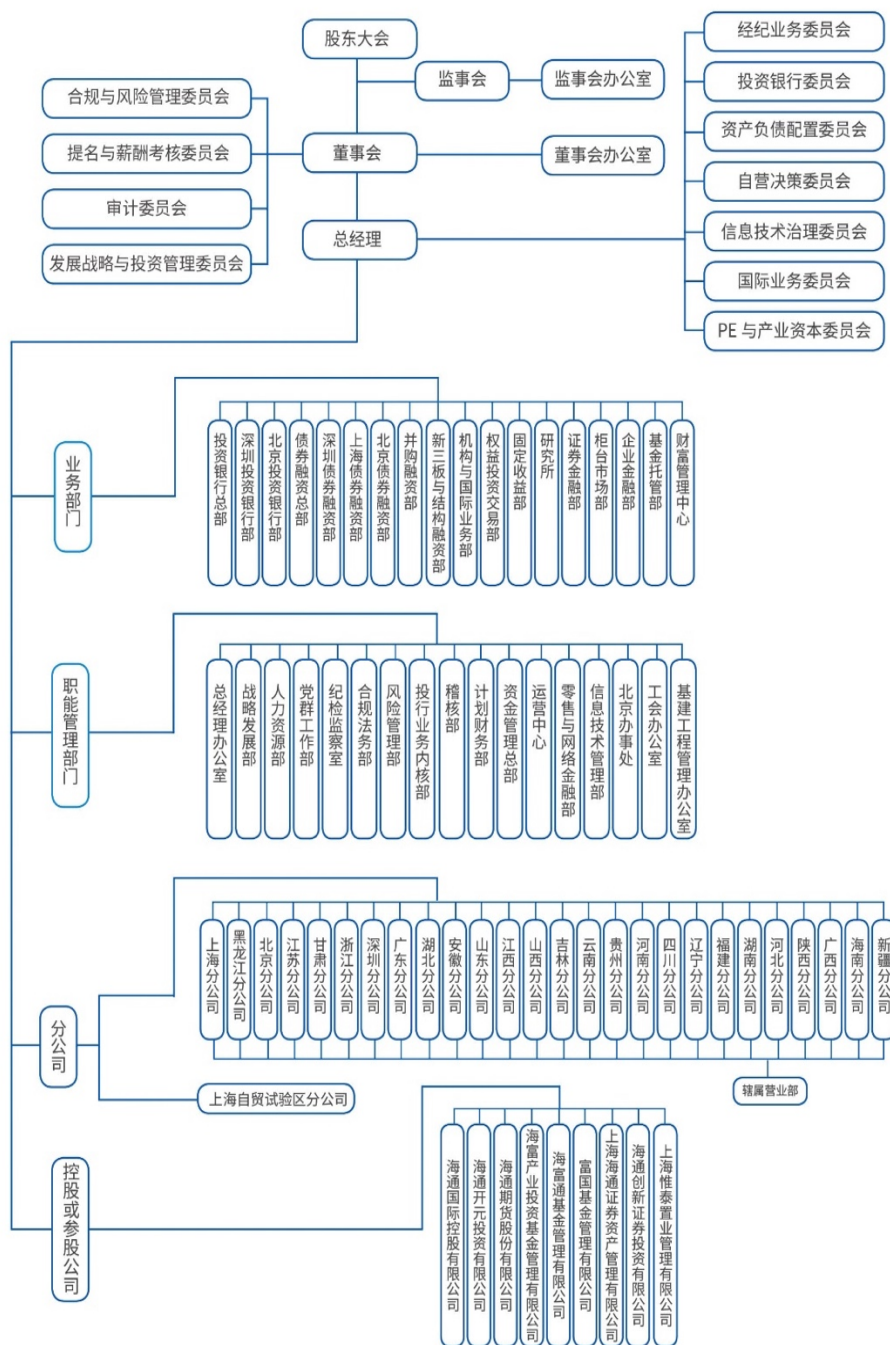 股东大会
监事会
监事会办公室
董事会
董事会办公室
总经理
合规与风险管理委员会
提名与薪酬考核委员会
审计委员会
发展战略与投资管理委员会
经纪业务委员会
投资银行委员会
资产负债配置委员会
自营决策委员会
信息技术治理委员会
国际业务委员会
PE 与产业资本委员会
业务部门
投资银行总部
深圳投资银行部
北京投资银行部
债券融资总部
深圳债券融资部
上海债券融资部
北京债券融资部
并购融资部
新三板与结构融资部
机构与国际业务部
权益投资交易部
固定收益部
研究所
证券金融部
柜台市场部
企业金融部
基金托管部
财富管理中心
职能管理部门
总经理办公室
战略发展部
人力资源部
党群工作部
纪检监察室
合规法务部
风险管理部
投行业务内核部
稽核部
计划财务部
资金管理总部
运营中心
零售与网络金融部
信息技术管理部
北京办事处
工会办公室
基建工程管理办公室
分公司
上海分公司
黑龙江分公司
北京分公司
江苏分公司
甘肃分公司
浙江分公司
深圳分公司
广东分公司
湖北分公司
安徽分公司
山东分公司
江西分公司
山西分公司
吉林分公司
云南分公司
贵州分公司
河南分公司
四川分公司
辽宁分公司
福建分公司
湖南分公司
河北分公司
陕西分公司
广西分公司
海南分公司
新疆分公司
辖属营业部
上海自贸试验区分公司
控股或参股公司
海通国际控股有限公司
海通开元投资有限公司
海通期货股份有限公司
海富产业投资基金管理有限公司
海富通基金管理有限公司
富国基金管理有限公司
上海海通证券资产管理有限公司
海通创新证券投资有限公司
上海惟泰置业管理有限公司